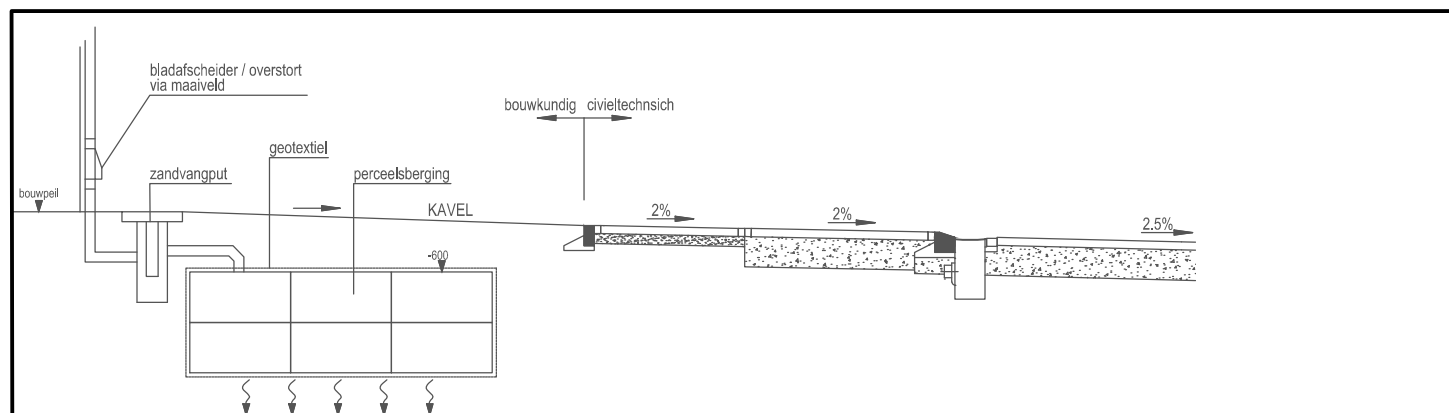 bladafscheider / overstort
via maaiveld
bouwkundig civieltechnsich
geotextiel
zandvangput
perceelsberging
bouwpeil
KAVEL
2%
2%
2.5%
-600